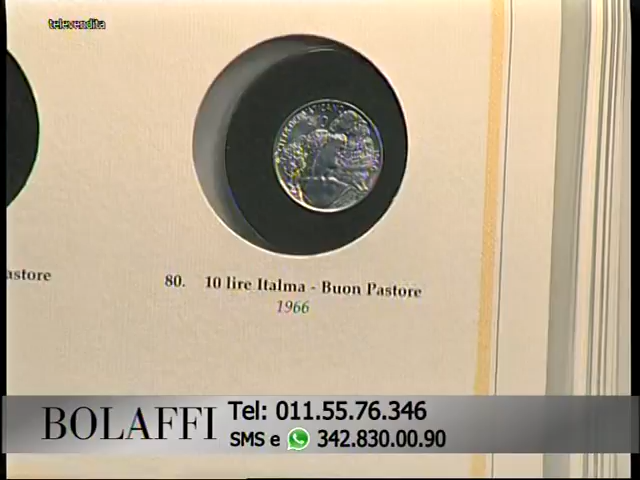 televendita
astore
80. 10 lire Italma - Buon Pastore
1966
BOLAFFI
Tel: 011.55.76.346
SMS e 342.830.00.90